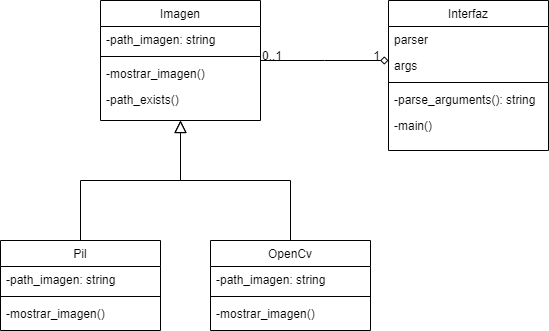 Imagen
-path_imagen: string
-mostrar_imagen()
-path_exists()
0..1
1
Interfaz
parser
args
-parse_arguments(): string
-main()
Pil
-path_imagen: string
-mostrar_imagen()
OpenCv
-path_imagen: string
-mostrar_imagen()